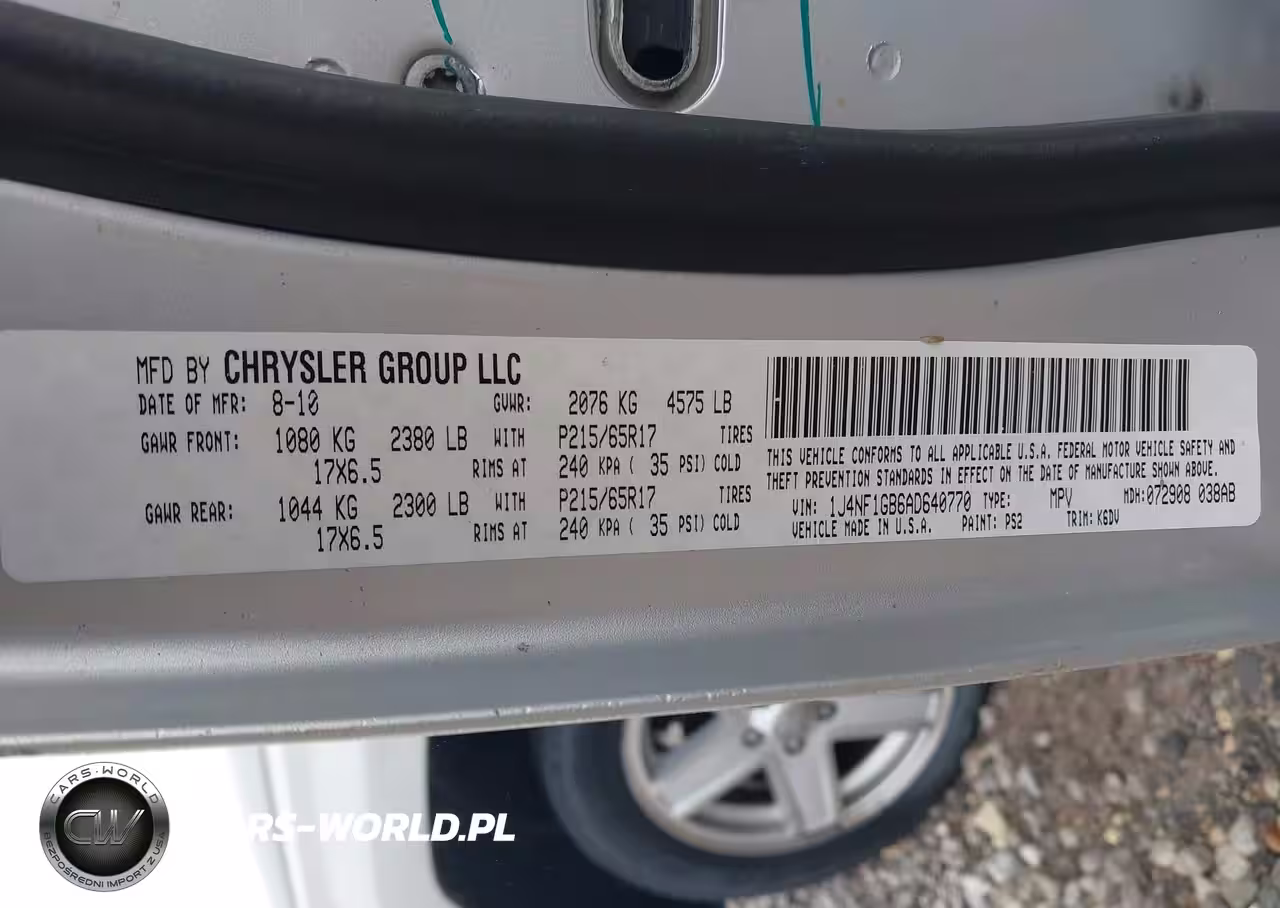 MFD BY CHRYSLER GROUP LLC
DATE OF MFR: 8-10 GVWR: 2076 KG 4575 LB
GAWR FRONT: 1080 KG 2380 LB WITH P215/65R17 TIRES
17X6.5 RIMS AT 240 KPA ( 35 PSI) COLD
GAWR REAR: 1044 KG 2300 LB WITH P215/65R17 TIRES
17X6.5 RIMS AT 240 KPA ( 35 PSI) COLD
THIS VEHICLE CONFORMS TO ALL APPLICABLE U.S.A. FEDERAL MOTOR VEHICLE SAFETY AND
THEFT PREVENTION STANDARDS IN EFFECT ON THE DATE OF MANUFACTURE SHOWN ABOVE.
VIN: 1J4NF1GB6AD640770 TYPE: MPV MDH:072908 038AB
VEHICLE MADE IN U.S.A. PAINT: PS2 TRIM: K6DV
CARS-WORLD
CW
BEZPOŚREDNI IMPORT Z USA
RS-WORLD.PL